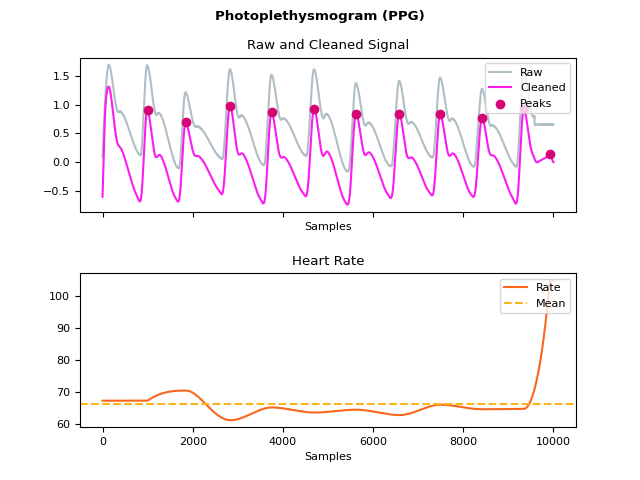 Photoplethysmogram (PPG)
Raw and Cleaned Signal
1.5
1.0
0.5
0.0
−0.5
Raw
Cleaned
Peaks
Samples
Heart Rate
100
90
80
70
60
Rate
Mean
0
2000
4000
6000
8000
10000
Samples